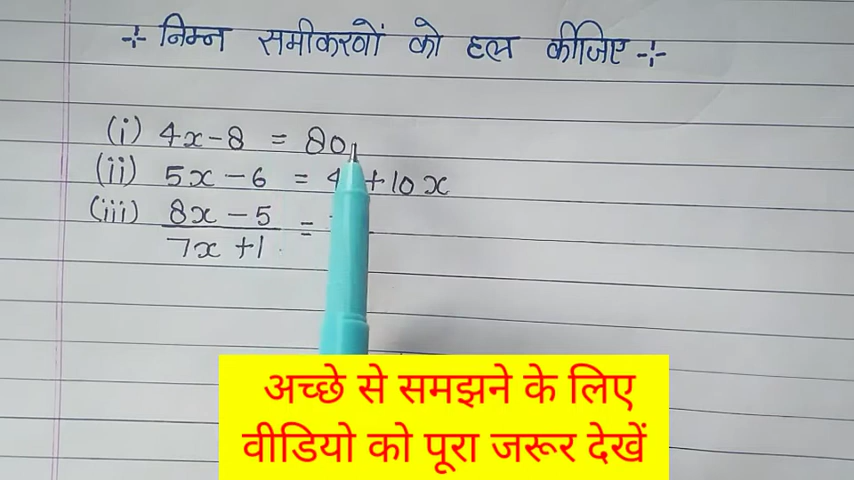 निम्न समीकरणों को हल कीजिए
(i) 4x-8 = 80
(ii) 5x - 6 = 4 +10x
(iii) 8x - 5 =
7x +1
अच्छे से समझने के लिए
वीडियो को पूरा जरूर देखें